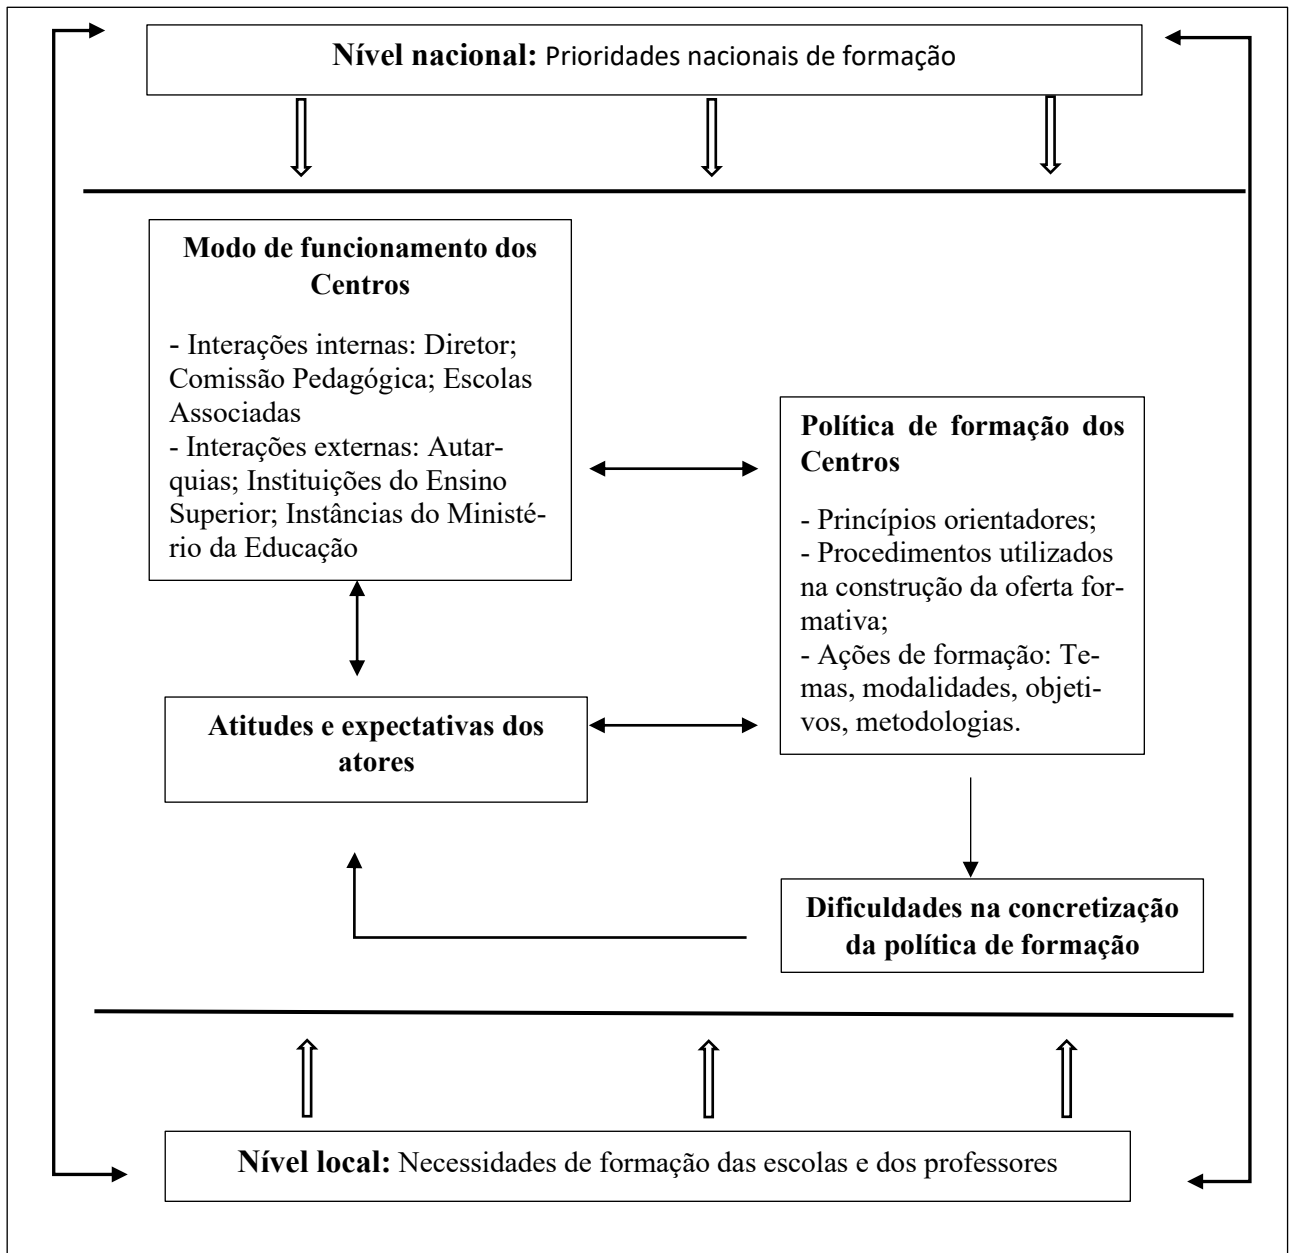 Nível nacional: Prioridades nacionais de formação
Modo de funcionamento dos
Centros
- Interações internas: Diretor;
Comissão Pedagógica; Escolas
Associadas
- Interações externas: Autar-
quias; Instituições do Ensino
Superior; Instâncias do Ministé-
rio da Educação
Política de formação dos
Centros
- Princípios orientadores;
- Procedimentos utilizados
na construção da oferta for-
mativa;
- Ações de formação: Te-
mas, modalidades, objeti-
vos, metodologias.
Atitudes e expectativas dos
atores
Dificuldades na concretização
da política de formação
Nível local: Necessidades de formação das escolas e dos professores